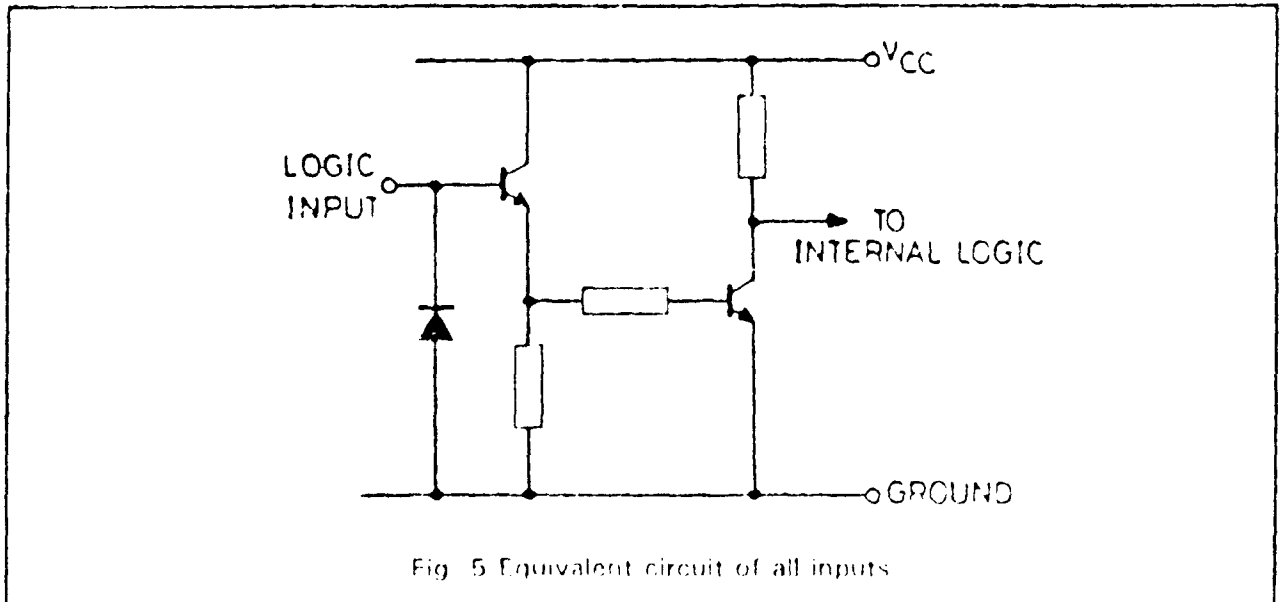 VCC
LOGIC
INPUT
TO
INTERNAL LOGIC
GROUND
Fig. 5 Equivalent circuit of all inputs